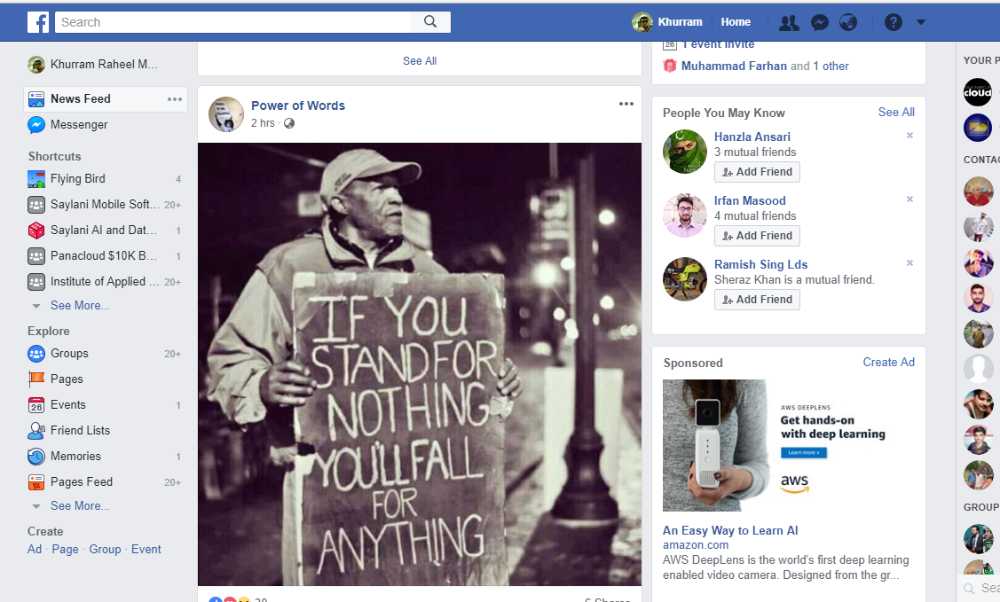 Search
Khurram
Home
Khurram Raheel M...
News Feed
Messenger
Shortcuts
Flying Bird 4
Saylani Mobile Soft... 20+
Saylani AI and Dat... 1
Panacloud $10K B... 1
Institute of Applied ... 20+
See More...
Explore
Groups 20+
Pages
26
Events 1
Friend Lists
Memories 1
Pages Feed 20+
See More...
Create
Ad · Page · Group · Event
See All
Power of Words
2 hrs ·
IF YOU
STAND FOR
NOTHING
YOU'LL FALL
FOR
ANYTHING
20
6 Shares
26
1 event invite
Muhammad Farhan and 1 other
People You May Know See All
Hanzla Ansari
3 mutual friends
Add Friend
Irfan Masood
4 mutual friends
Add Friend
Ramish Sing Lds
Sheraz Khan is a mutual friend.
Add Friend
Sponsored Create Ad
AWS DEEPLENS
Get hands-on
with deep learning
Learn more »
aws
An Easy Way to Learn AI
amazon.com
AWS DeepLens is the world's first deep learning
enabled video camera. Designed from the gr...
YOUR P
cloud
CONTAC
GROUP
Sea